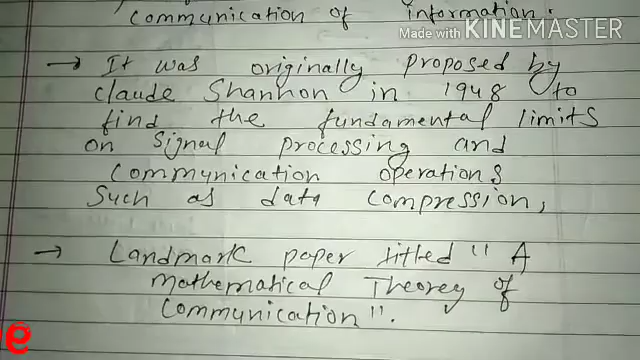 communication of information.
Made with KINEMASTER
→ It was originally proposed by
Claude Shannon in 1948 to
find the fundamental limits
on signal processing and
communication operations
such as data compression,
→ Landmark paper titled " A
mathematical Theorey of
communication ".
e